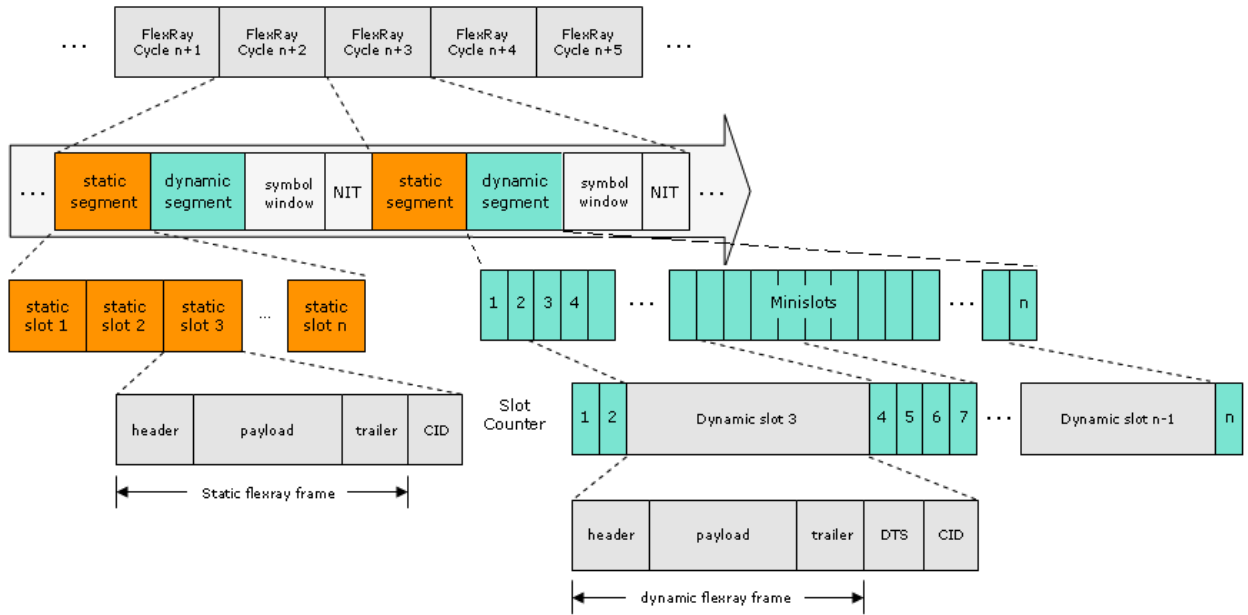 ... FlexRay Cycle n+1 FlexRay Cycle n+2 FlexRay Cycle n+3 FlexRay Cycle n+4 FlexRay Cycle n+5 ...
... static segment dynamic segment symbol window NIT static segment dynamic segment symbol window NIT ...
static slot 1 static slot 2 static slot 3 ... static slot n
1 2 3 4 ... Minislots ... n
header payload trailer CID
Static flexray frame
Slot Counter
1 2 Dynamic slot 3 4 5 6 7 ... Dynamic slot n-1 n
header payload trailer DTS CID
dynamic flexray frame